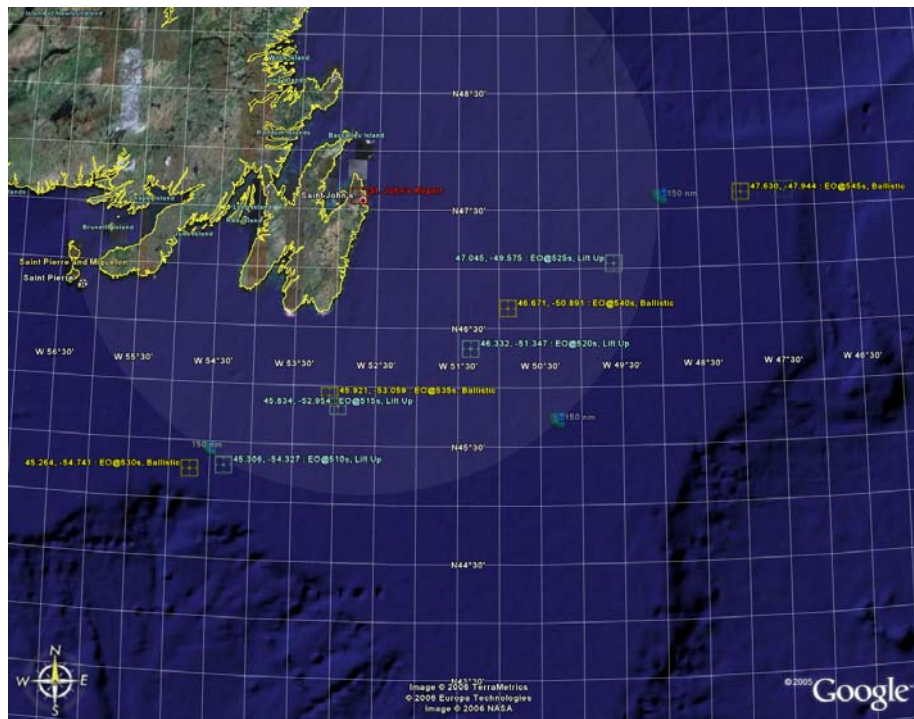 N48°30'
Saint John
St. John's Airport
150 nm
47.630, -47.944 : EO@545s, Ballistic
N47°30'
47.045, -49.575 : EO@525s, Lift Up
Saint Pierre and Miquelon
Saint Pierre
46.671, -50.891 : EO@540s, Ballistic
N46°30'
46.332, -51.347 : EO@520s, Lift Up
W 56°30'
W 55°30'
W 54°30'
W 53°30'
W 52°30'
W 51°30'
W 50°30'
W 49°30'
W 48°30'
W 47°30'
W 46°30'
45.921, -53.059 : EO@535s, Ballistic
45.834, -52.954 : EO@515s, Lift Up
150 nm
150 nm
N45°30'
45.264, -54.741 : EO@530s, Ballistic
45.306, -54.327 : EO@510s, Lift Up
N44°30'
N43°30'
N
W
E
S
Image © 2006 TerraMetrics
© 2006 Europa Technologies
Image © 2006 NASA
©2005 Google